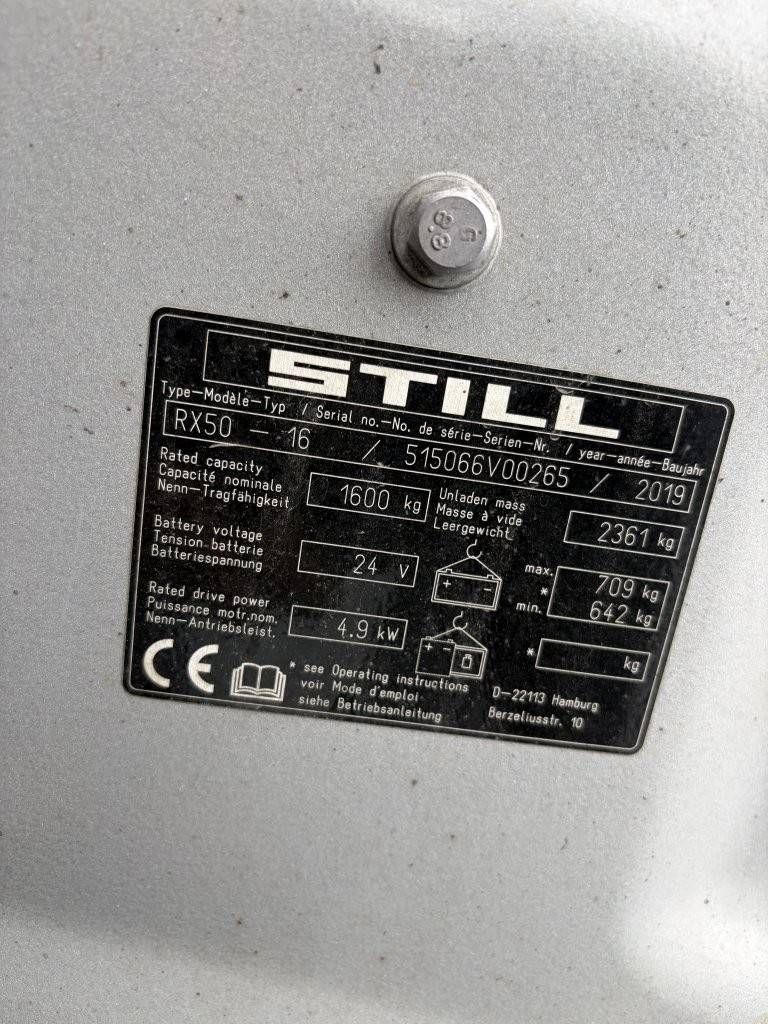 8.8
STILL
Type-Modèle-Typ / Serial no.-No. de série-Serien-Nr. / year-année-Baujahr
RX50 - 16 / 515066V00265 / 2019
Rated capacity
Capacité nominale
Nenn-Tragfähigkeit
1600 kg
Unladen mass
Masse à vide
Leergewicht
2361 kg
Battery voltage
Tension batterie
Batteriespannung
24 V
+ -
max. 709 kg
*
min. 642 kg
Rated drive power
Puissance motr.nom.
Nenn-Antriebsleist.
4.9 kW
+ -
* kg
CE
* see Operating instructions
voir Mode d'emploi
siehe Betriebsanleitung
D-22113 Hamburg
Berzeliusstr. 10